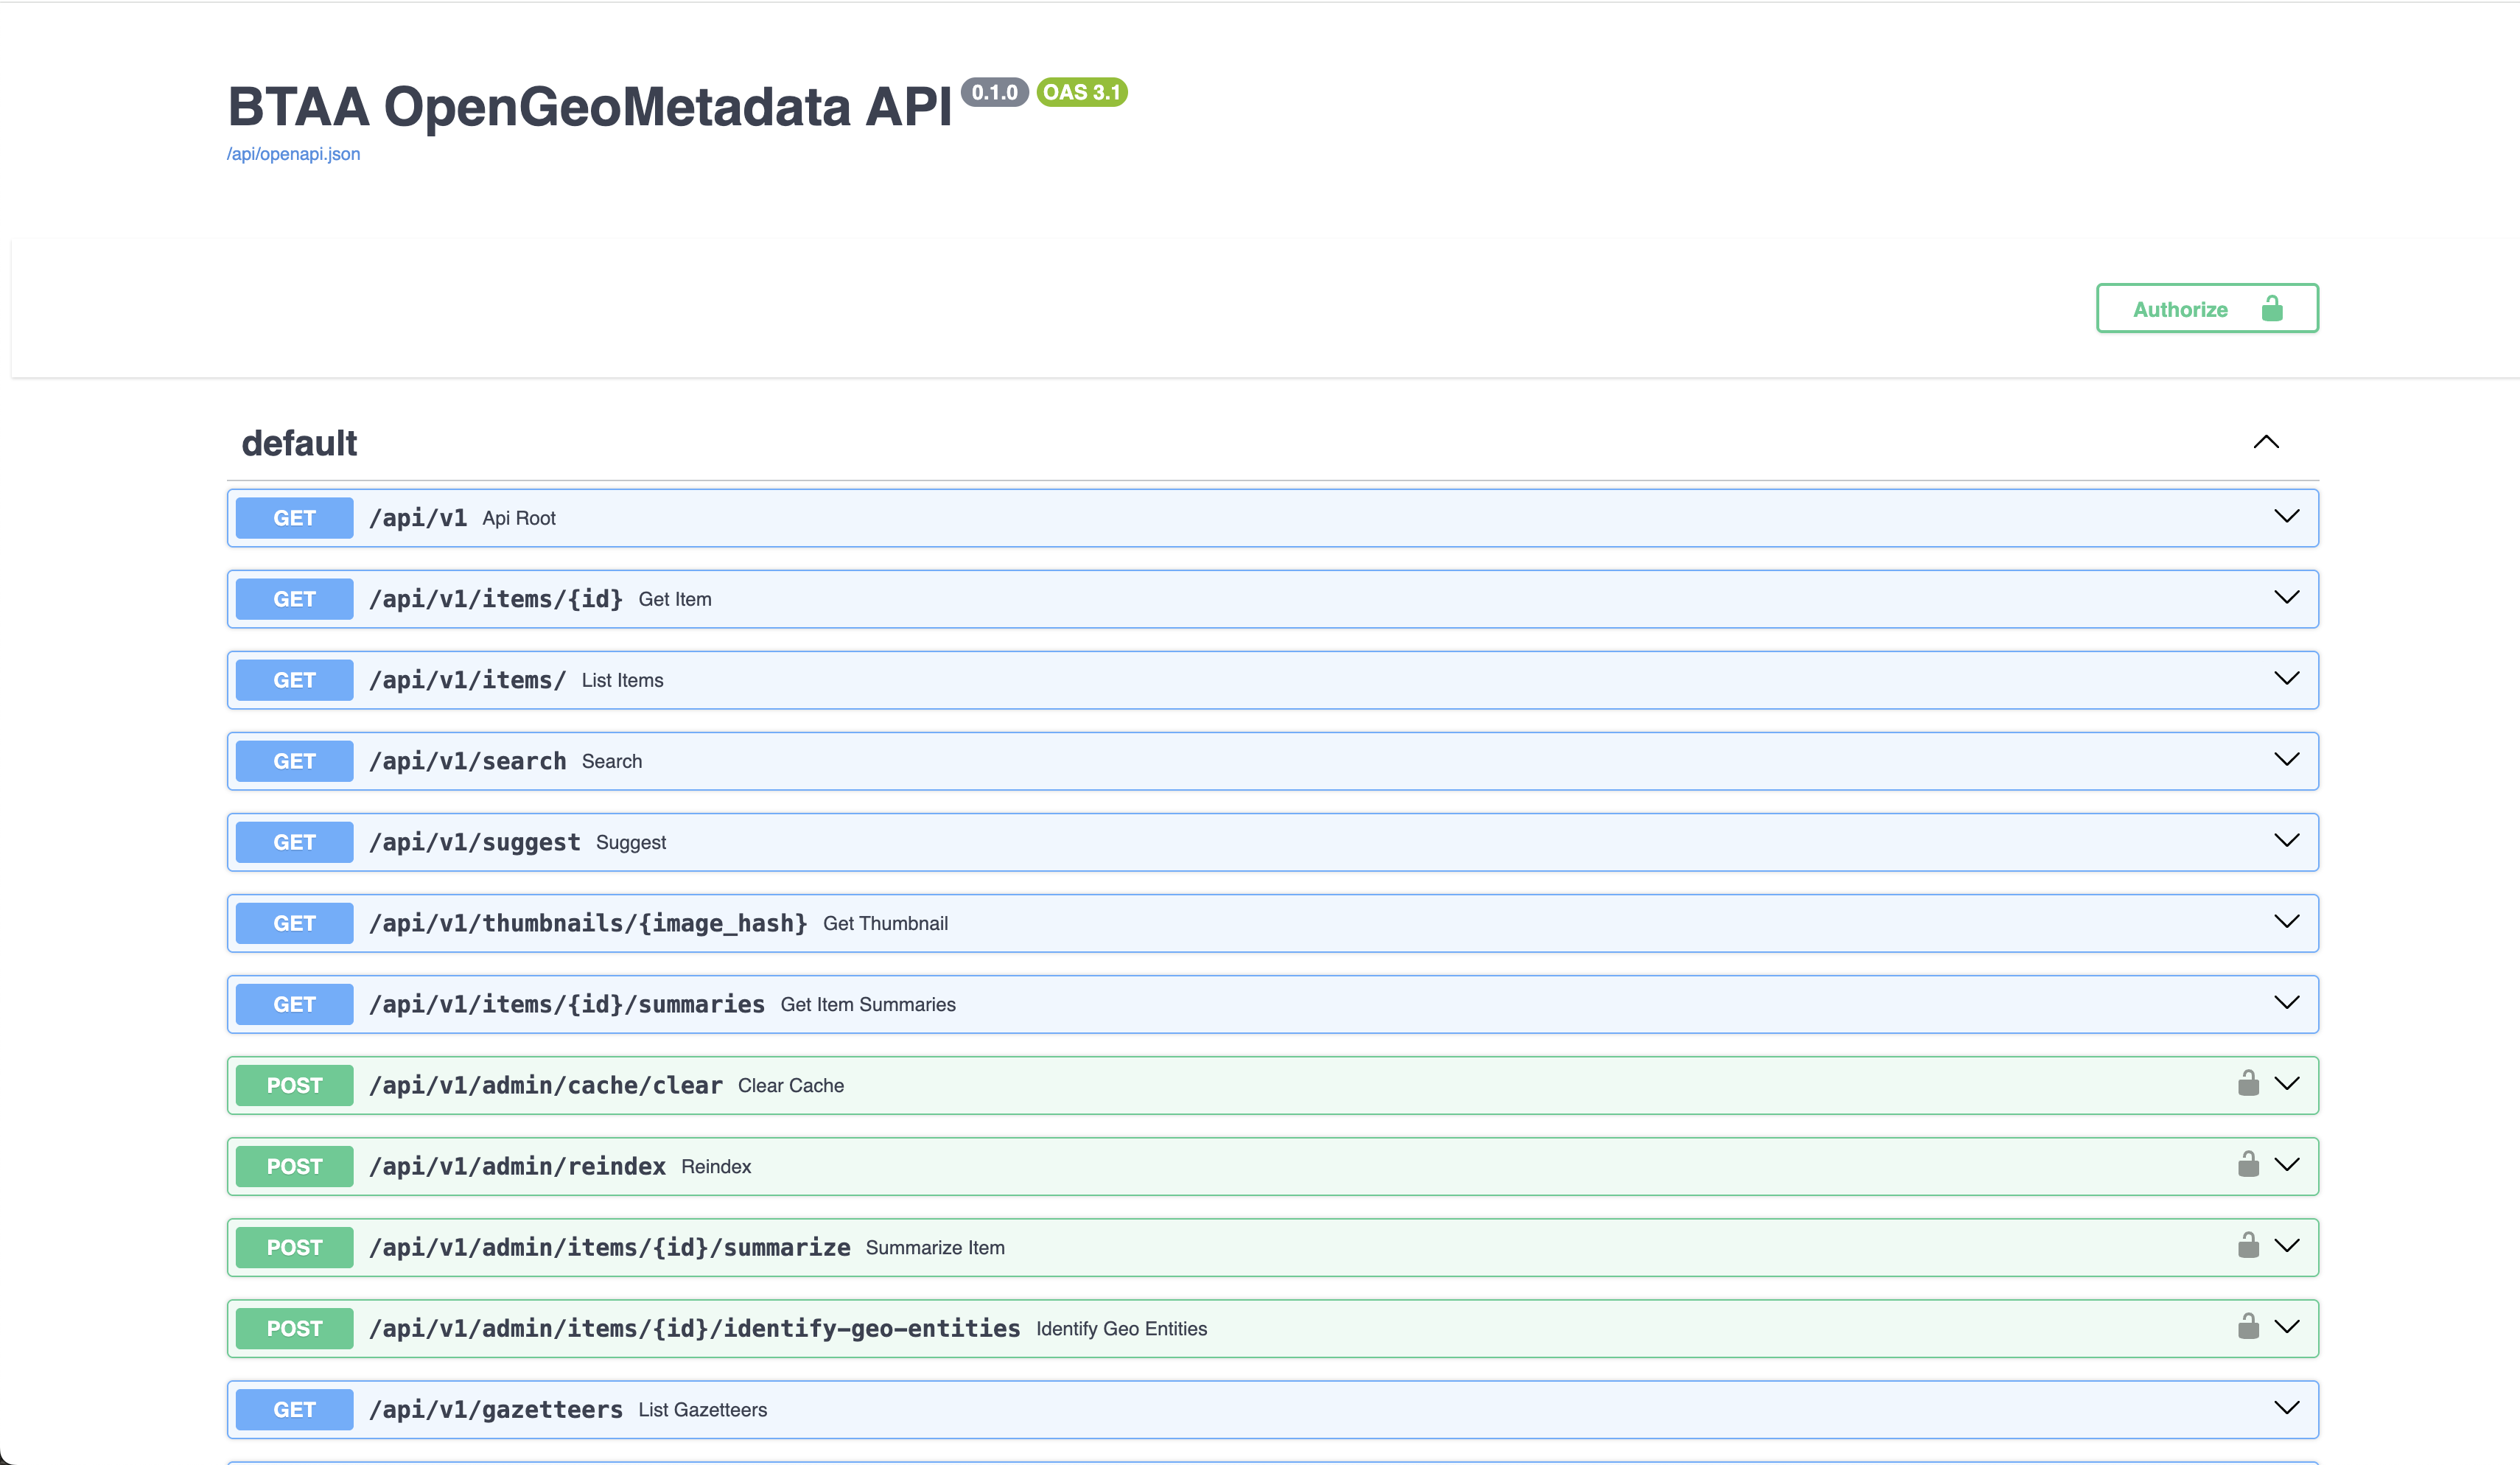 BTAA OpenGeoMetadata API 0.1.0 OAS 3.1
/api/openapi.json
Authorize
default
GET /api/v1 Api Root
GET /api/v1/items/{id} Get Item
GET /api/v1/items/ List Items
GET /api/v1/search Search
GET /api/v1/suggest Suggest
GET /api/v1/thumbnails/{image_hash} Get Thumbnail
GET /api/v1/items/{id}/summaries Get Item Summaries
POST /api/v1/admin/cache/clear Clear Cache
POST /api/v1/admin/reindex Reindex
POST /api/v1/admin/items/{id}/summarize Summarize Item
POST /api/v1/admin/items/{id}/identify-geo-entities Identify Geo Entities
GET /api/v1/gazetteers List Gazetteers